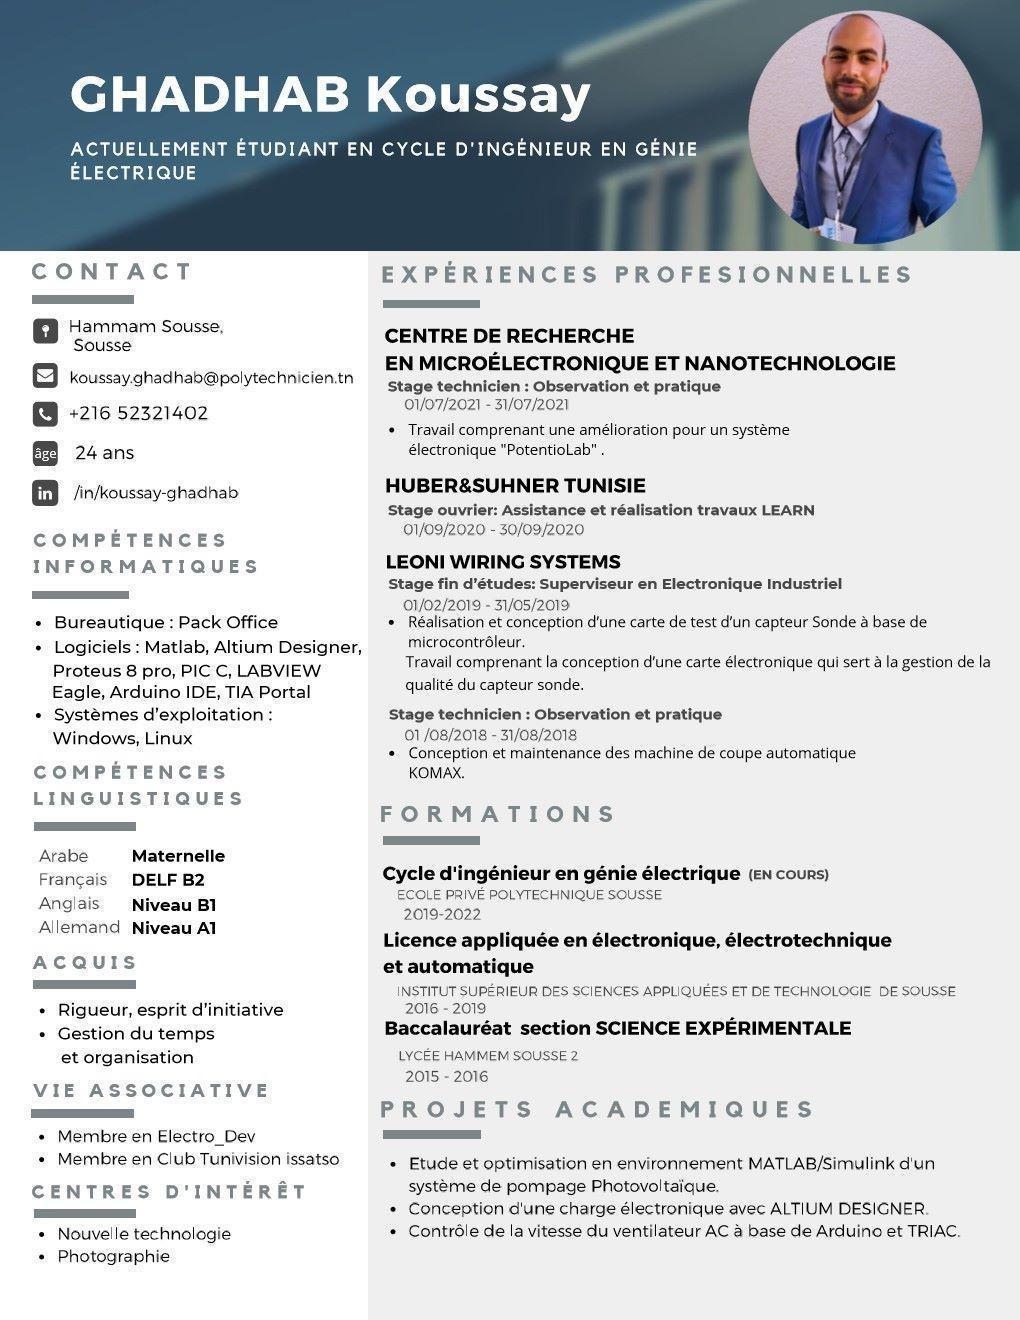 GHADHAB Koussay
ACTUELLEMENT ÉTUDIANT EN CYCLE D'INGÉNIEUR EN GÉNIE
ÉLECTRIQUE
CONTACT
Hammam Sousse,
Sousse
koussay.ghadhab@polytechnicien.tn
+216 52321402
âge 24 ans
in /in/koussay-ghadhab
COMPÉTENCES
INFORMATIQUES
• Bureautique : Pack Office
• Logiciels : Matlab, Altium Designer,
Proteus 8 pro, PIC C, LABVIEW
Eagle, Arduino IDE, TIA Portal
• Systèmes d’exploitation :
Windows, Linux
COMPÉTENCES
LINGUISTIQUES
Arabe Maternelle
Français DELF B2
Anglais Niveau B1
Allemand Niveau A1
ACQUIS
• Rigueur, esprit d’initiative
• Gestion du temps
et organisation
VIE ASSOCIATIVE
• Membre en Electro_Dev
• Membre en Club Tunivision issatso
CENTRES D'INTÉRÊT
• Nouvelle technologie
• Photographie
EXPÉRIENCES PROFESIONNELLES
CENTRE DE RECHERCHE
EN MICROÉLECTRONIQUE ET NANOTECHNOLOGIE
Stage technicien : Observation et pratique
01/07/2021 - 31/07/2021
• Travail comprenant une amélioration pour un système
électronique "PotentioLab" .
HUBER&SUHNER TUNISIE
Stage ouvrier: Assistance et réalisation travaux LEARN
01/09/2020 - 30/09/2020
LEONI WIRING SYSTEMS
Stage fin d’études: Superviseur en Electronique Industriel
01/02/2019 - 31/05/2019
• Réalisation et conception d’une carte de test d’un capteur Sonde à base de
microcontrôleur.
Travail comprenant la conception d’une carte électronique qui sert à la gestion de la
qualité du capteur sonde.
Stage technicien : Observation et pratique
01 /08/2018 - 31/08/2018
• Conception et maintenance des machine de coupe automatique
KOMAX.
FORMATIONS
Cycle d'ingénieur en génie électrique (EN COURS)
ECOLE PRIVÉ POLYTECHNIQUE SOUSSE
2019-2022
Licence appliquée en électronique, électrotechnique
et automatique
INSTITUT SUPÉRIEUR DES SCIENCES APPLIQUÉES ET DE TECHNOLOGIE DE SOUSSE
2016 - 2019
Baccalauréat section SCIENCE EXPÉRIMENTALE
LYCÉE HAMMEM SOUSSE 2
2015 - 2016
PROJETS ACADEMIQUES
• Etude et optimisation en environnement MATLAB/Simulink d'un
système de pompage Photovoltaïque.
• Conception d'une charge électronique avec ALTIUM DESIGNER.
• Contrôle de la vitesse du ventilateur AC à base de Arduino et TRIAC.